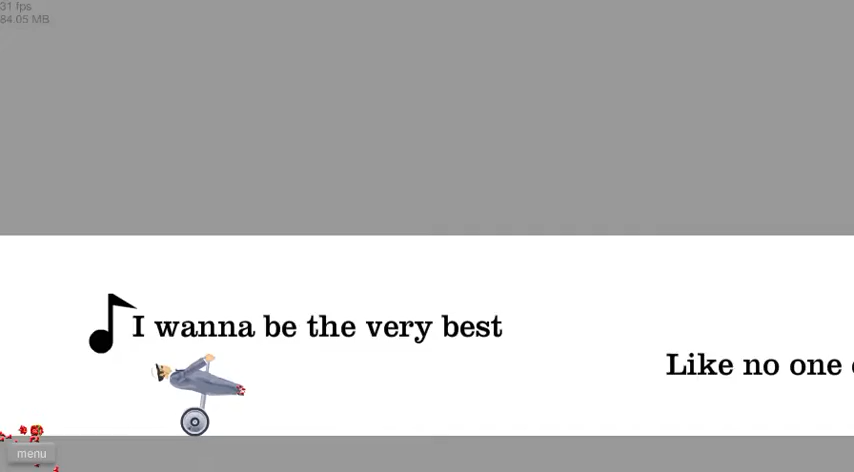 31 fps
84.05 MB
I wanna be the very best
Like no one
menu